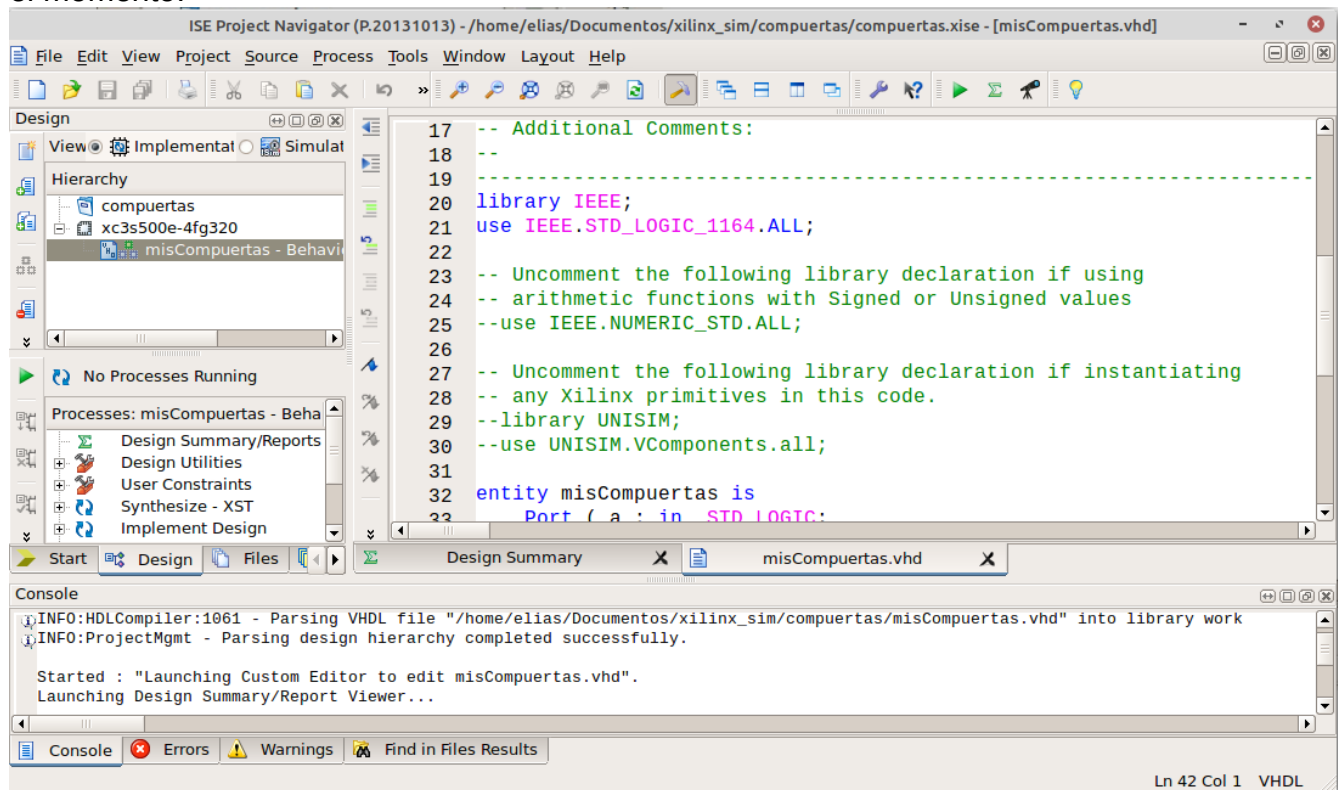 el momento.
ISE Project Navigator (P.20131013) - /home/elias/Documentos/xilinx_sim/compuertas/compuertas.xise - [misCompuertas.vhd]
File Edit View Project Source Process Tools Window Layout Help
Design
View Implementat Simulat
Hierarchy
compuertas
xc3s500e-4fg320
misCompuertas - Behavi
No Processes Running
Processes: misCompuertas - Beha
Design Summary/Reports
Design Utilities
User Constraints
Synthesize - XST
Implement Design
Start Design Files
17 -- Additional Comments:
18 --
19 ----------------------------------------------------------------------------------
20 library IEEE;
21 use IEEE.STD_LOGIC_1164.ALL;
22
23 -- Uncomment the following library declaration if using
24 -- arithmetic functions with Signed or Unsigned values
25 --use IEEE.NUMERIC_STD.ALL;
26
27 -- Uncomment the following library declaration if instantiating
28 -- any Xilinx primitives in this code.
29 --library UNISIM;
30 --use UNISIM.VComponents.all;
31
32 entity misCompuertas is
33 Port ( a : in STD_LOGIC;
Design Summary misCompuertas.vhd
Console
INFO:HDLCompiler:1061 - Parsing VHDL file "/home/elias/Documentos/xilinx_sim/compuertas/misCompuertas.vhd" into library work
INFO:ProjectMgmt - Parsing design hierarchy completed successfully.
Started : "Launching Custom Editor to edit misCompuertas.vhd".
Launching Design Summary/Report Viewer...
Console Errors Warnings Find in Files Results
Ln 42 Col 1 VHDL